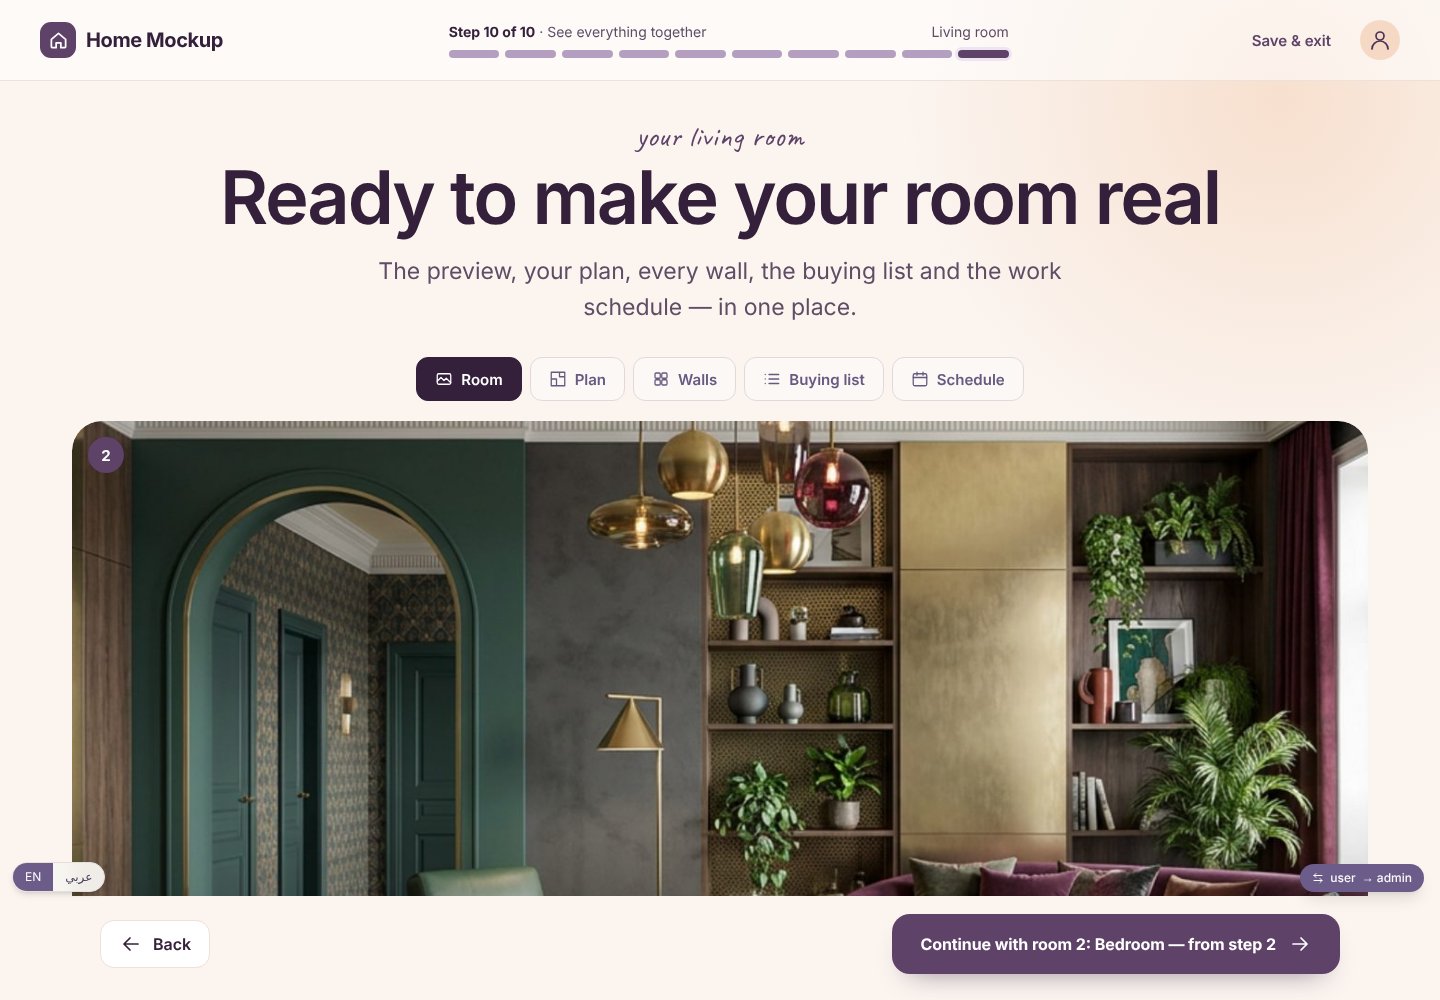 Home Mockup
Step 10 of 10 · See everything together
Living room
Save & exit
your living room
Ready to make your room real
The preview, your plan, every wall, the buying list and the work
schedule — in one place.
Room
Plan
Walls
Buying list
Schedule
2
EN
عربي
user → admin
Back
Continue with room 2: Bedroom — from step 2